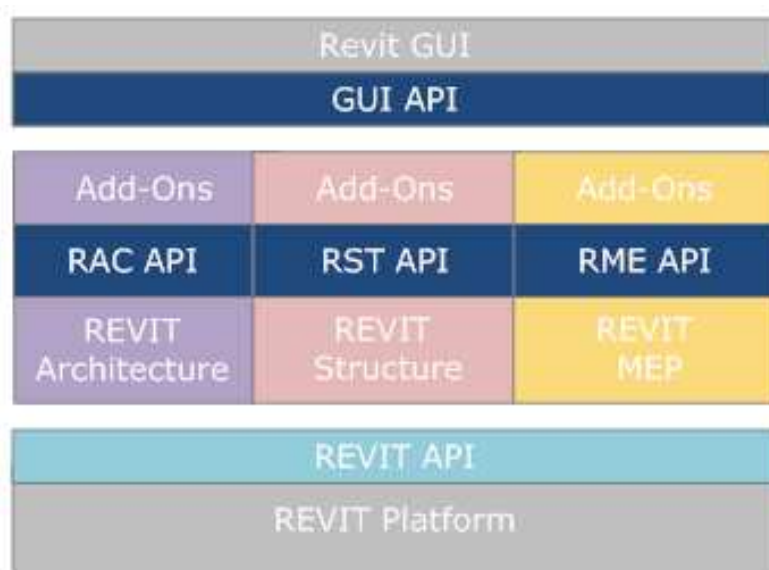 Revit GUI
GUI API
Add-Ons Add-Ons Add-Ons
RAC API RST API RME API
REVIT REVIT REVIT
Architecture Structure MEP
REVIT API
REVIT Platform